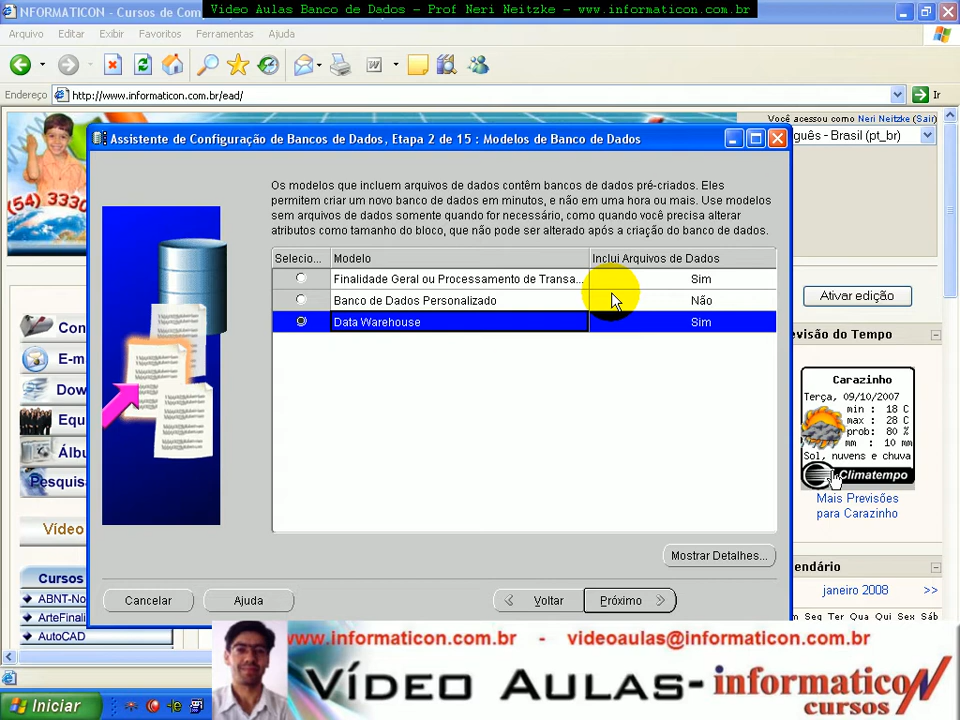 Video Aulas Banco de Dados - Prof Neri Neitzke - www.informaticon.com.br
NFORMATICON - Cursos de Com
Arquivo Editar Exibir Favoritos Ferramentas Ajuda
Endereço http://www.informaticon.com.br/ead/ Ir
Você acessou como Neri Neitzke (Sair)
guês - Brasil (pt_br)
(54) 3330
Assistente de Configuração de Bancos de Dados, Etapa 2 de 15 : Modelos de Banco de Dados
Os modelos que incluem arquivos de dados contêm bancos de dados pré-criados. Eles
permitem criar um novo banco de dados em minutos, e não em uma hora ou mais. Use modelos
sem arquivos de dados somente quando for necessário, como quando você precisa alterar
atributos como tamanho do bloco, que não pode ser alterado após a criação do banco de dados.
Selecio... Modelo Inclui Arquivos de Dados
Finalidade Geral ou Processamento de Transa... Sim
Banco de Dados Personalizado Não
Data Warehouse Sim
Mostrar Detalhes...
Cancelar Ajuda Voltar Próximo
Con
E-m
Dow
Equ
Álbu
Pesquisa
Vídeo
Cursos
ABNT-No
ArteFinali
AutoCAD
Ativar edição
evisão do Tempo
Carazinho
Terça, 09/10/2007
min : 18 C
max : 28 C
prob: 80 %
mm : 10 mm
Sol, nuvens e chuva
Climatempo
Mais Previsões
para Carazinho
endário
janeiro 2008 >>
Seg Ter Qua Qui Sex Sáb
www.informaticon.com.br - videoaulas@informaticon.com.br
Vídeo Aulas- informaticon
cursos
Iniciar